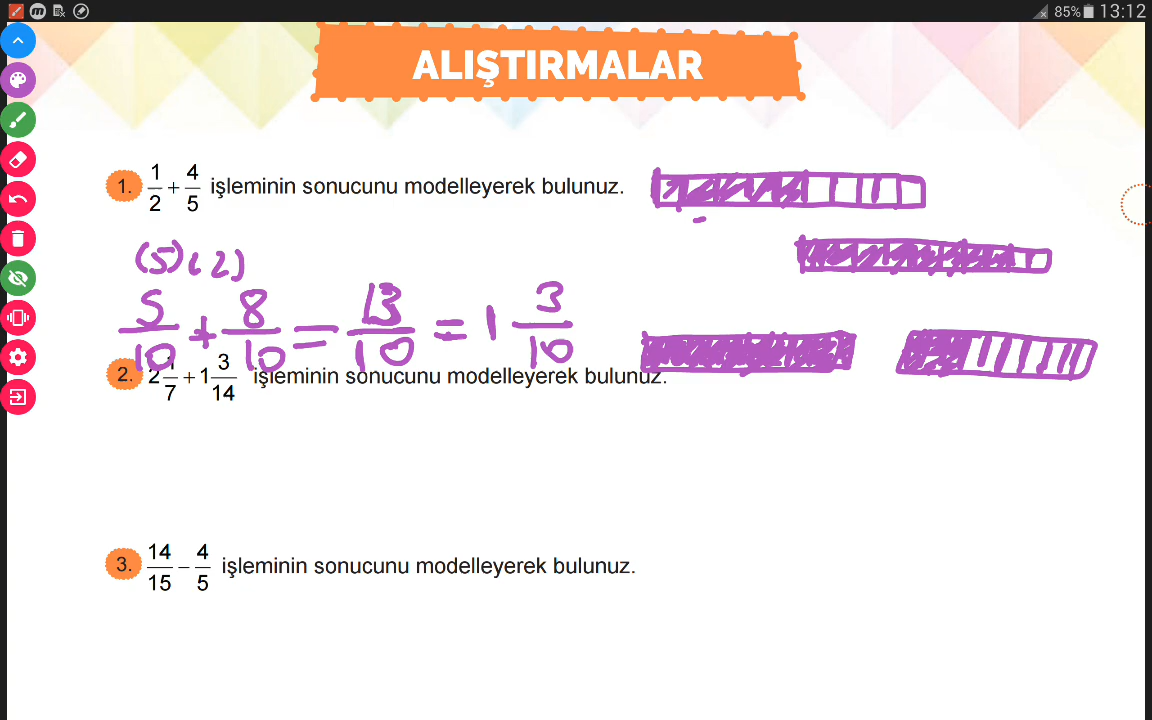 85% 13:12
ALIŞTIRMALAR
1. 1/2 + 4/5 işleminin sonucunu modelleyerek bulunuz.
(5) (2)
5/10 + 8/10 = 13/10 = 1 3/10
2. 2 1/7 + 1 3/14 işleminin sonucunu modelleyerek bulunuz.
3. 14/15 - 4/5 işleminin sonucunu modelleyerek bulunuz.